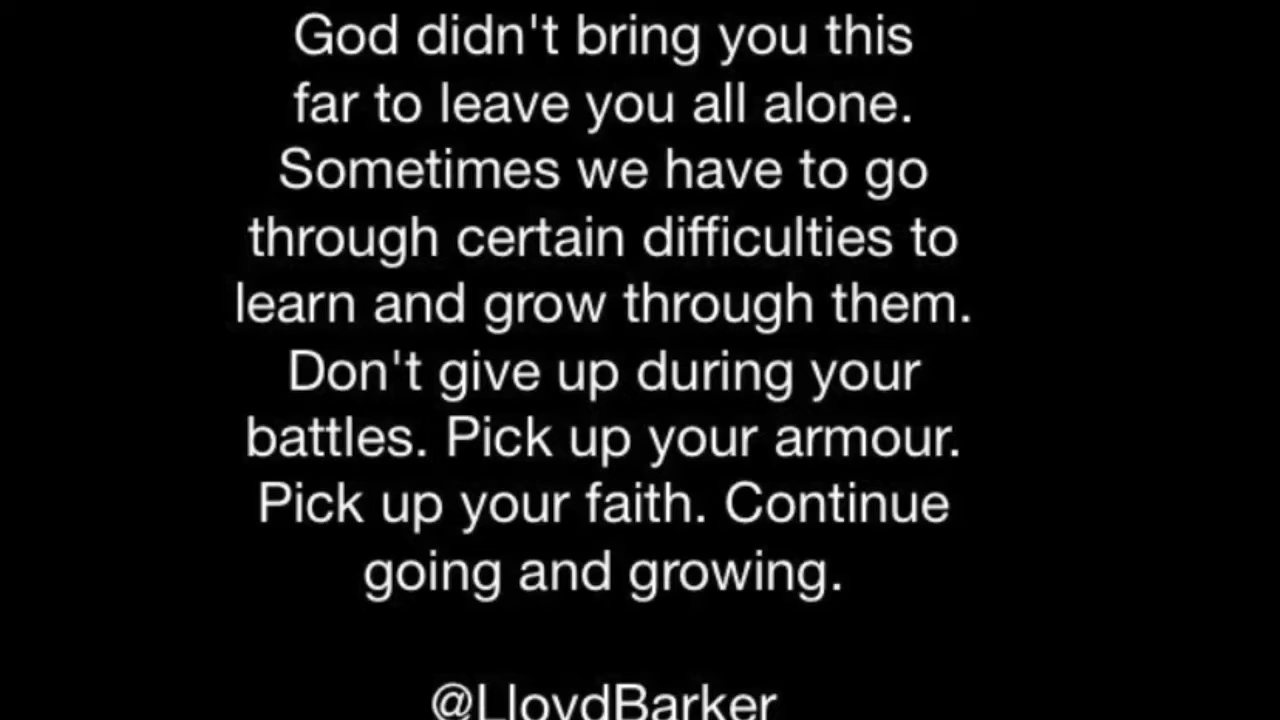 God didn't bring you this
far to leave you all alone.
Sometimes we have to go
through certain difficulties to
learn and grow through them.
Don't give up during your
battles. Pick up your armour.
Pick up your faith. Continue
going and growing.
@LloydBarker